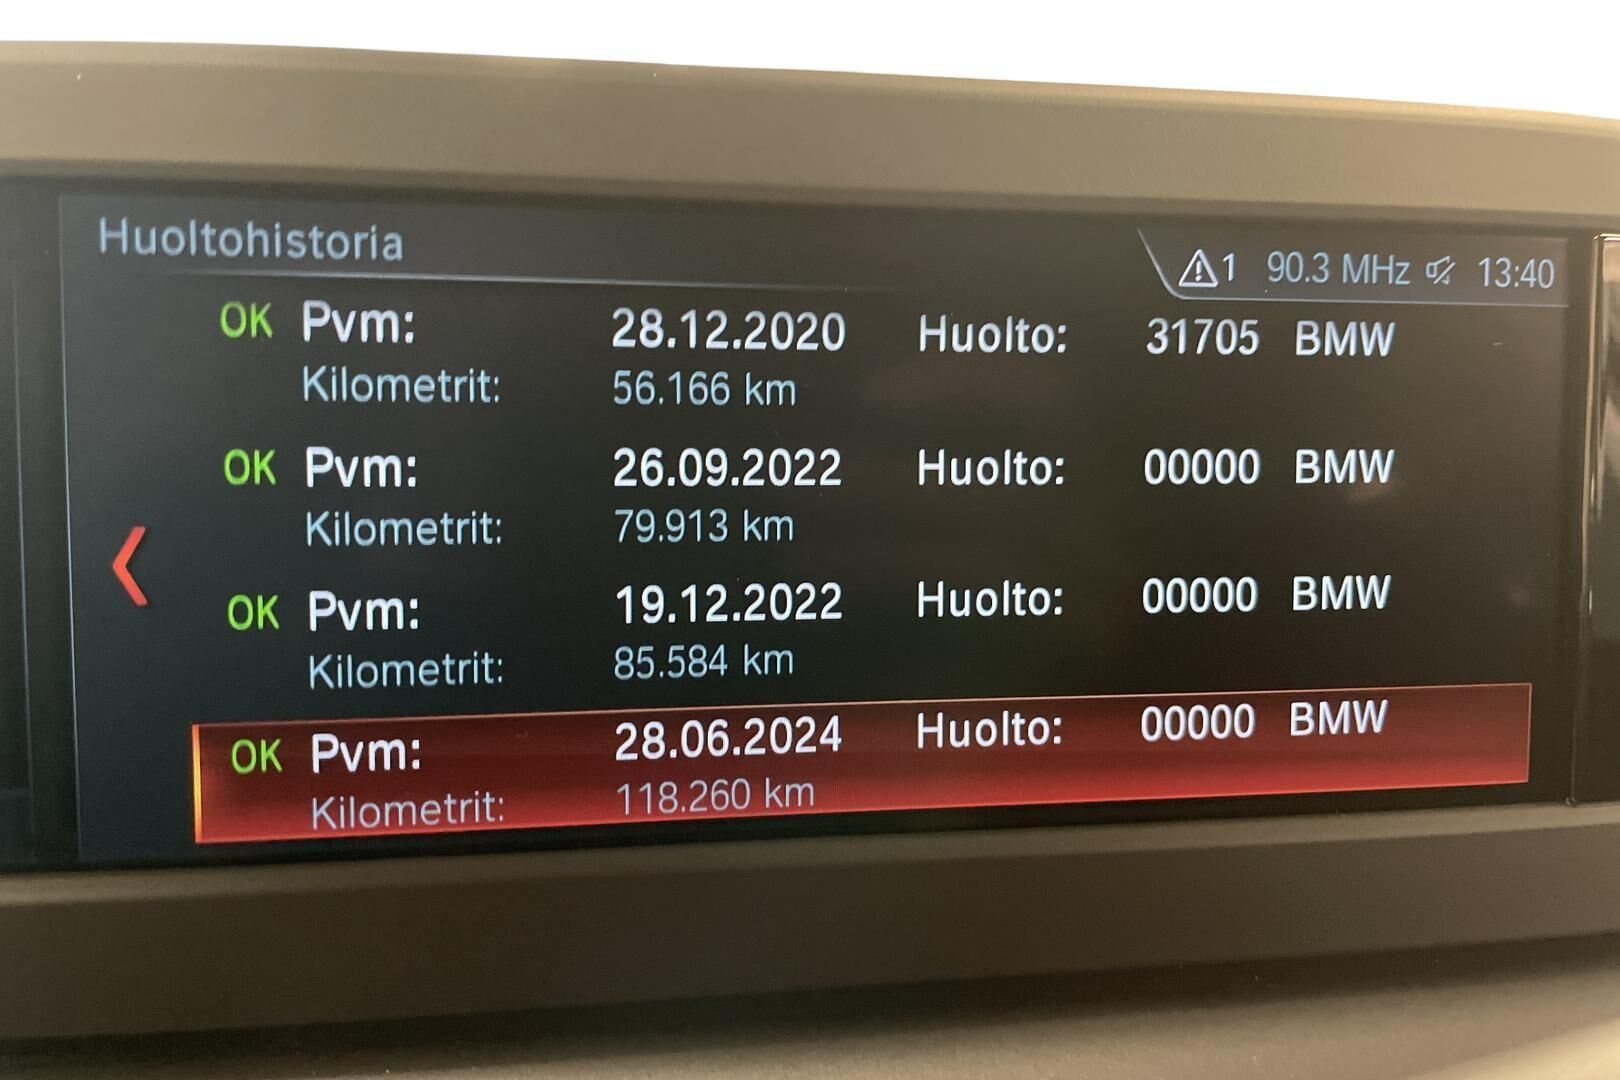 Huoltohistoria
1 90.3 MHz 13:40
OK Pvm: 28.12.2020 Huolto: 31705 BMW
Kilometrit: 56.166 km
OK Pvm: 26.09.2022 Huolto: 00000 BMW
Kilometrit: 79.913 km
OK Pvm: 19.12.2022 Huolto: 00000 BMW
Kilometrit: 85.584 km
OK Pvm: 28.06.2024 Huolto: 00000 BMW
Kilometrit: 118.260 km